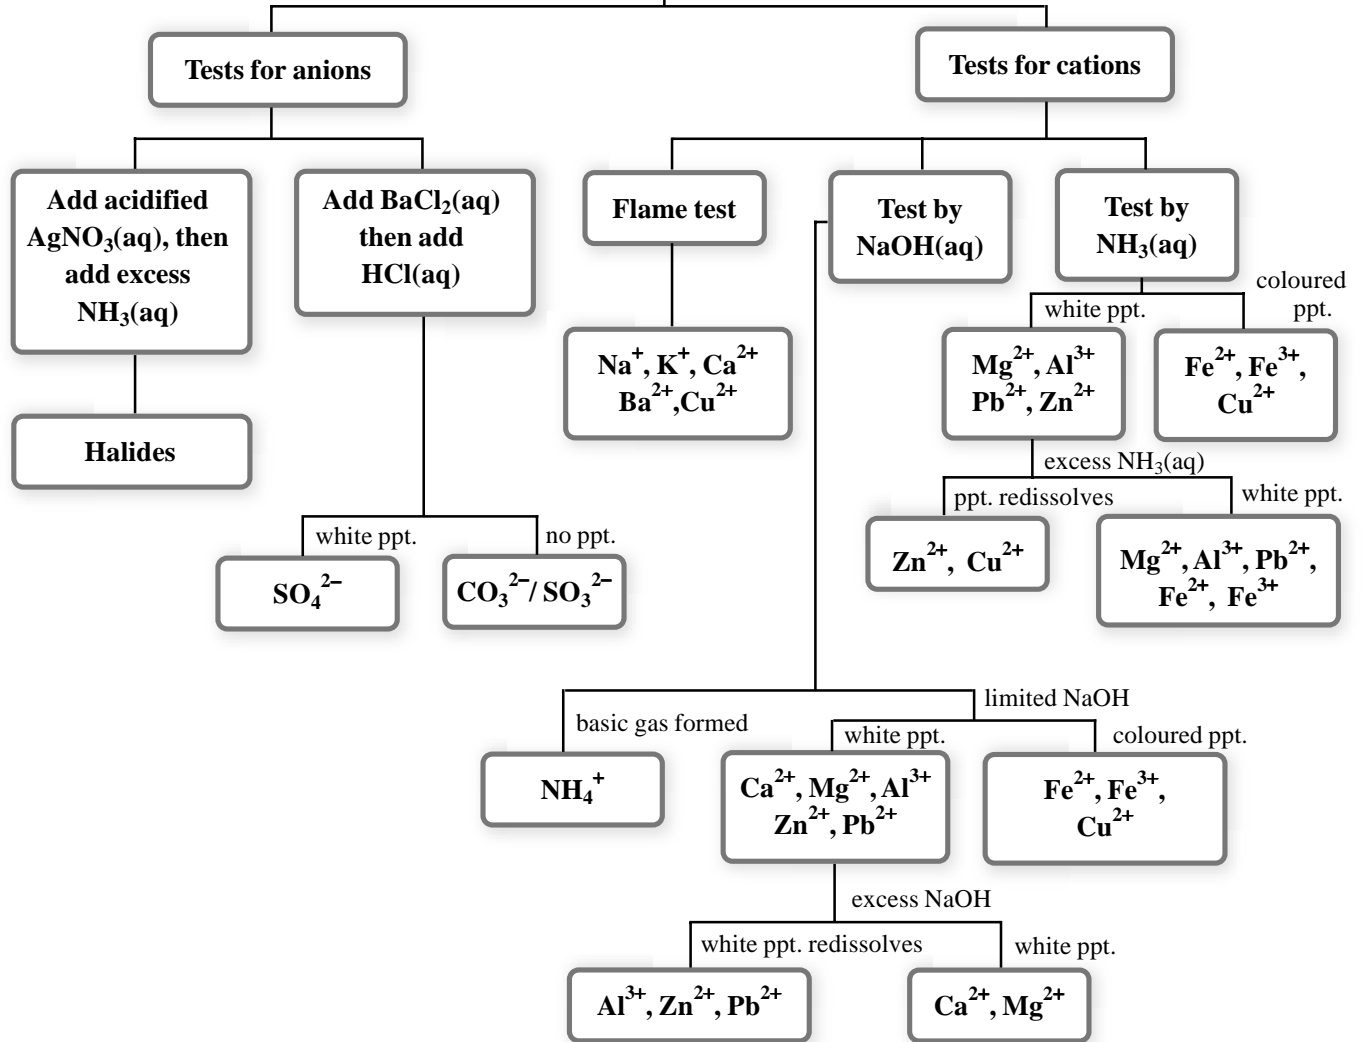 Tests for anions
Tests for cations
Add acidified
AgNO₃(aq), then
add excess
NH₃(aq)
Add BaCl₂(aq)
then add
HCl(aq)
Flame test
Test by
NaOH(aq)
Test by
NH₃(aq)
white ppt.
coloured
ppt.
Halides
Na⁺, K⁺, Ca²⁺
Ba²⁺,Cu²⁺
Mg²⁺, Al³⁺
Pb²⁺, Zn²⁺
Fe²⁺, Fe³⁺,
Cu²⁺
excess NH₃(aq)
ppt. redissolves
white ppt.
white ppt.
no ppt.
SO₄²⁻
CO₃²⁻/ SO₃²⁻
Zn²⁺, Cu²⁺
Mg²⁺, Al³⁺, Pb²⁺,
Fe²⁺, Fe³⁺
basic gas formed
limited NaOH
white ppt.
coloured ppt.
NH₄⁺
Ca²⁺, Mg²⁺, Al³⁺
Zn²⁺, Pb²⁺
Fe²⁺, Fe³⁺,
Cu²⁺
excess NaOH
white ppt. redissolves
white ppt.
Al³⁺, Zn²⁺, Pb²⁺
Ca²⁺, Mg²⁺